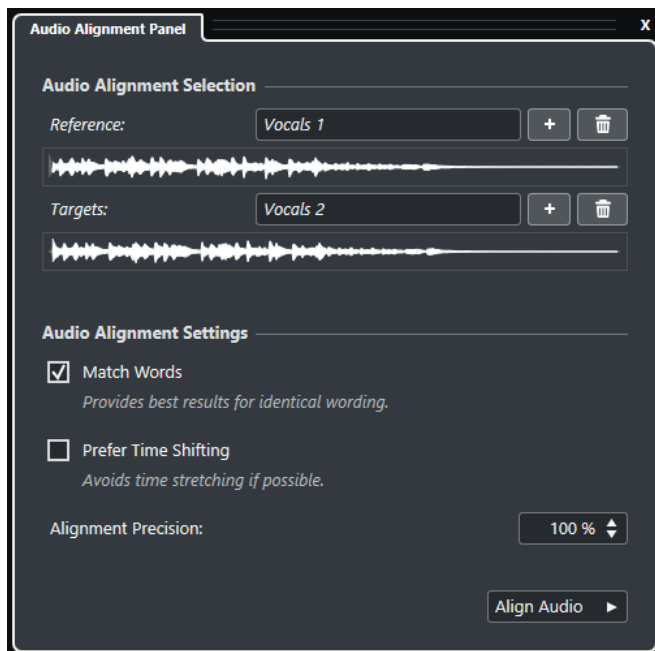 Audio Alignment Panel
X
Audio Alignment Selection
Reference:
Vocals 1
+
Targets:
Vocals 2
+
Audio Alignment Settings
Match Words
Provides best results for identical wording.
Prefer Time Shifting
Avoids time stretching if possible.
Alignment Precision:
100 %
Align Audio